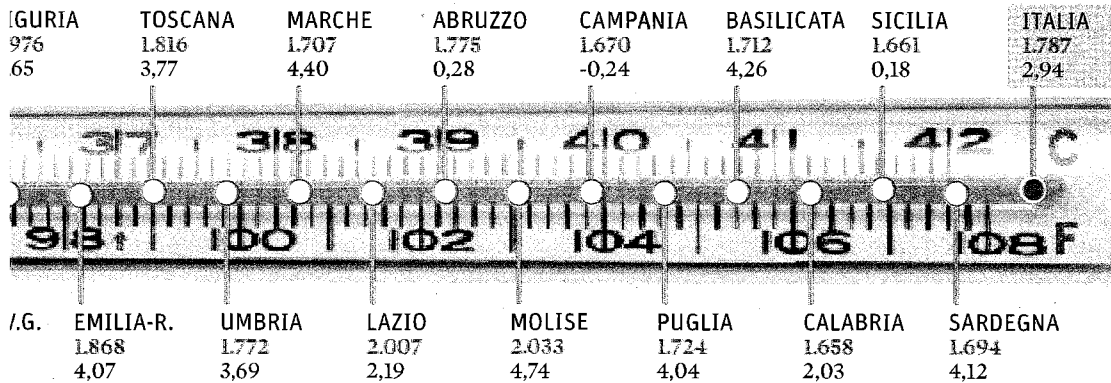 IGURIA TOSCANA MARCHE ABRUZZO CAMPANIA BASILICATA SICILIA ITALIA
976 1.816 1.707 1.775 1.670 1.712 1.661 1.787
65 3,77 4,40 0,28 -0,24 4,26 0,18 2,94
37 38 39 40 41 42 C
98 100 102 104 106 108 F
.G. EMILIA-R. UMBRIA LAZIO MOLISE PUGLIA CALABRIA SARDEGNA
1.868 1.772 2.007 2.033 1.724 1.658 1.694
4,07 3,69 2,19 4,74 4,04 2,03 4,12